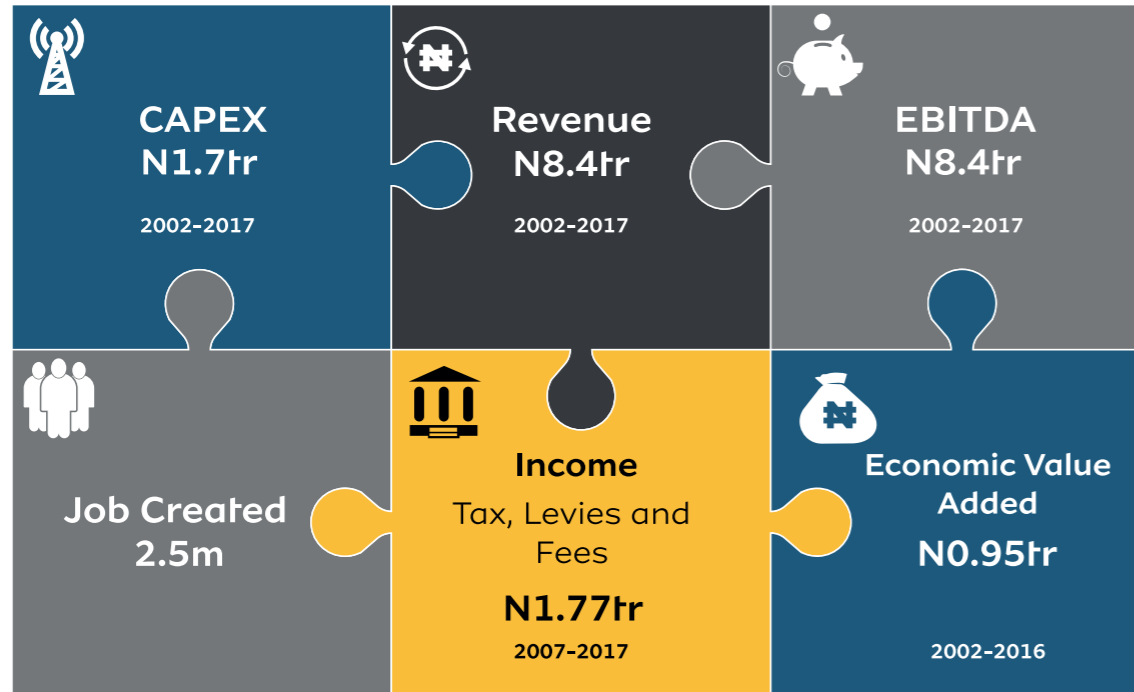 CAPEX
N1.7tr
2002-2017
Revenue
N8.4tr
2002-2017
EBITDA
N8.4tr
2002-2017
Job Created
2.5m
Income
Tax, Levies and
Fees
N1.77tr
2007-2017
Economic Value
Added
N0.95tr
2002-2016